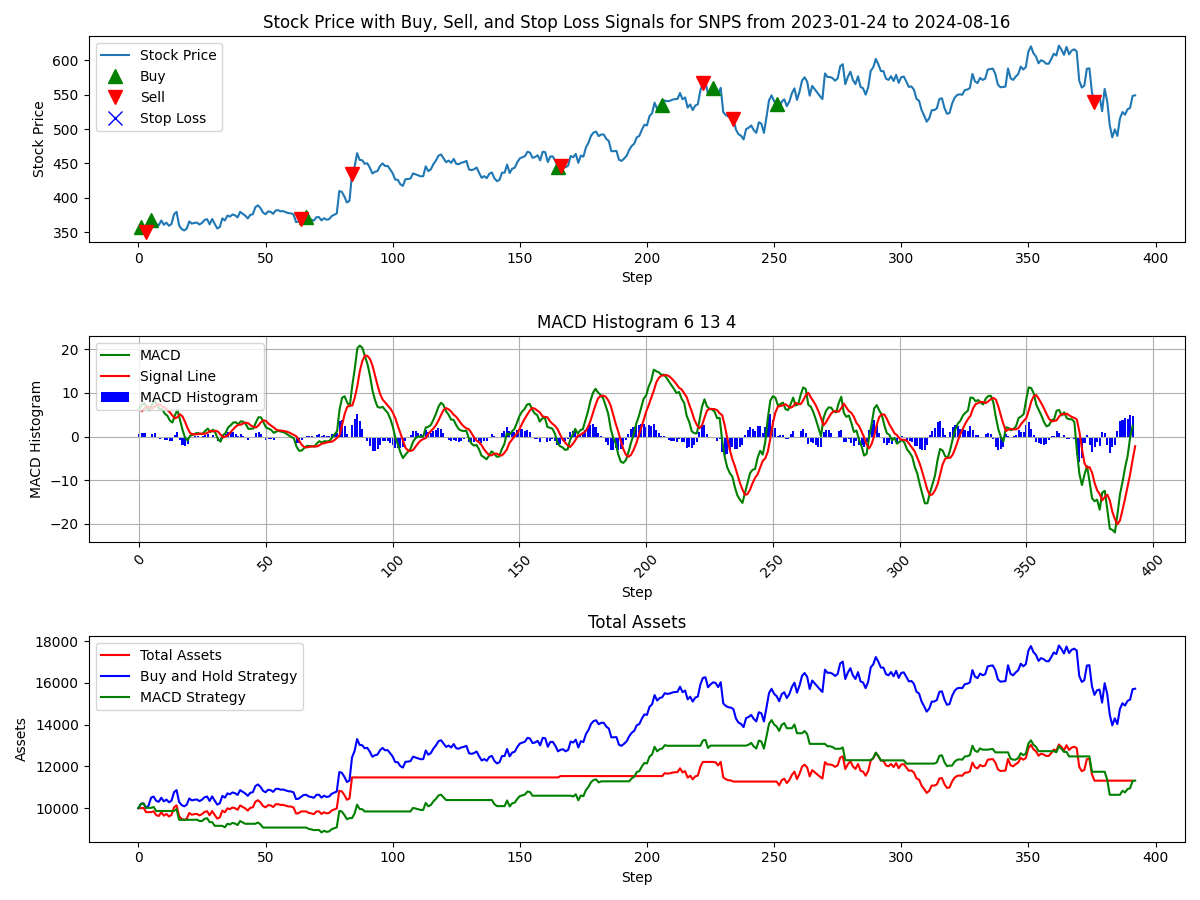 Stock Price with Buy, Sell, and Stop Loss Signals for SNPS from 2023-01-24 to 2024-08-16
Stock Price
Buy
Sell
Stop Loss
Stock Price
600
550
500
450
400
350
0 50 100 150 200 250 300 350 400
Step
MACD Histogram 6 13 4
MACD
Signal Line
MACD Histogram
MACD Histogram
20
10
0
−10
−20
0 50 100 150 200 250 300 350 400
Step
Total Assets
Total Assets
Buy and Hold Strategy
MACD Strategy
Assets
18000
16000
14000
12000
10000
0 50 100 150 200 250 300 350 400
Step